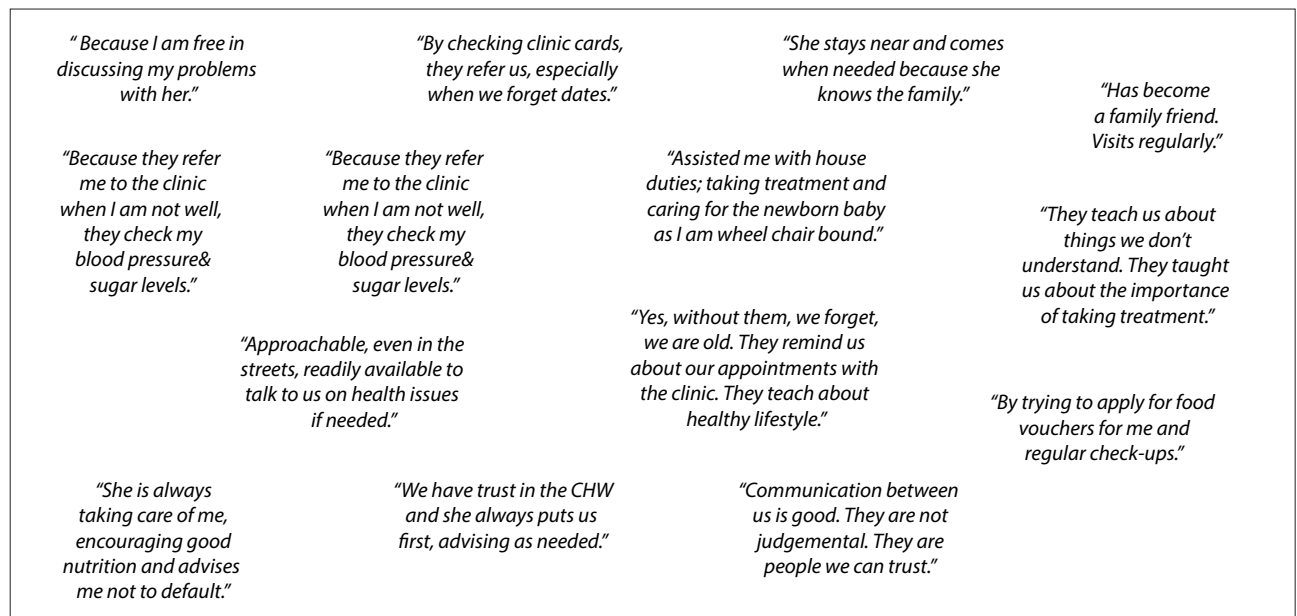 “ Because I am free in
discussing my problems
with her.”
“By checking clinic cards,
they refer us, especially
when we forget dates.”
“She stays near and comes
when needed because she
knows the family.”
“Has become
a family friend.
Visits regularly.”
“Because they refer
me to the clinic
when I am not well,
they check my
blood pressure&
sugar levels.”
“Because they refer
me to the clinic
when I am not well,
they check my
blood pressure&
sugar levels.”
“Assisted me with house
duties; taking treatment and
caring for the newborn baby
as I am wheel chair bound.”
“They teach us about
things we don’t
understand. They taught
us about the importance
of taking treatment.”
“Approachable, even in the
streets, readily available to
talk to us on health issues
if needed.”
“Yes, without them, we forget,
we are old. They remind us
about our appointments with
the clinic. They teach about
healthy lifestyle.”
“By trying to apply for food
vouchers for me and
regular check-ups.”
“She is always
taking care of me,
encouraging good
nutrition and advises
me not to default.”
“We have trust in the CHW
and she always puts us
first, advising as needed.”
“Communication between
us is good. They are not
judgemental. They are
people we can trust.”